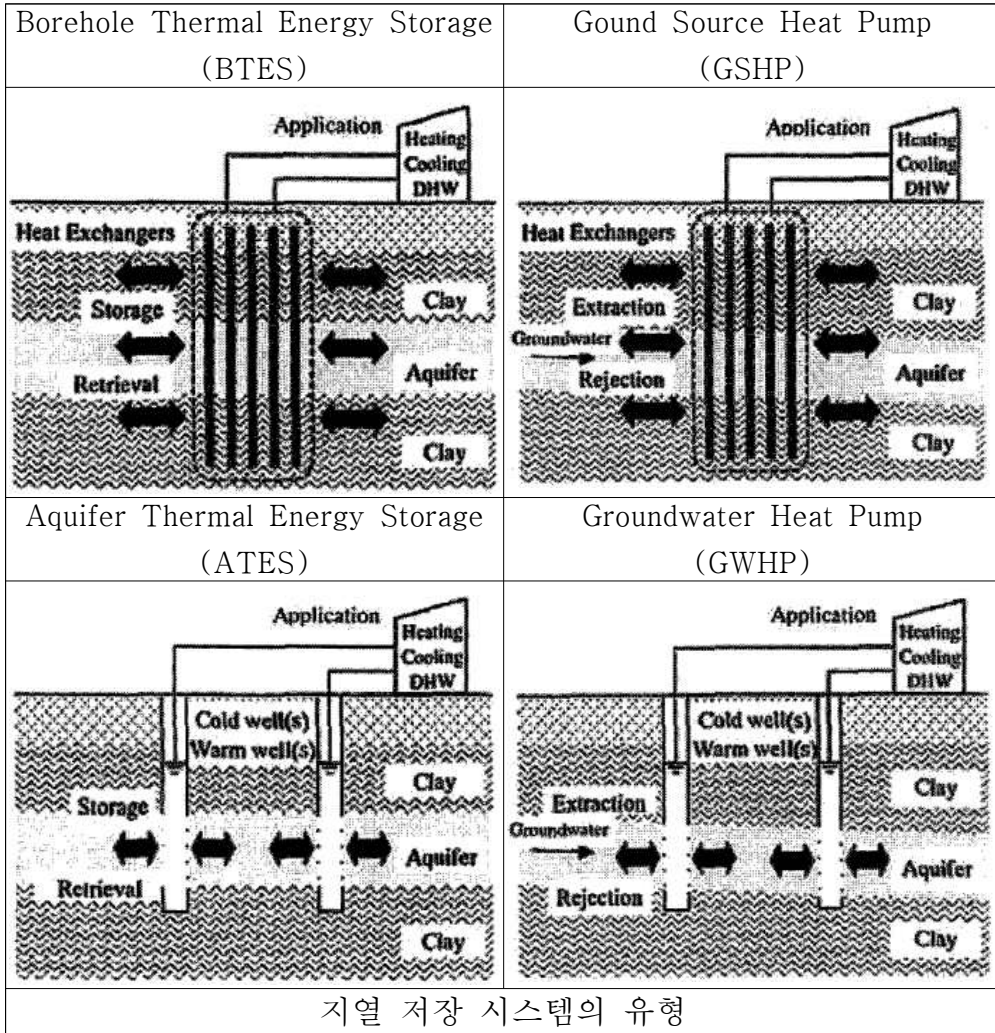 Borehole Thermal Energy Storage
(BTES)
Gound Source Heat Pump
(GSHP)
Application
Heating
Cooling
DHW
Heat Exchangers
Storage
Clay
Retrieval
Aquifer
Clay
Application
Heating
Cooling
DHW
Heat Exchangers
Extraction
Clay
Groundwater
Rejection
Aquifer
Clay
Aquifer Thermal Energy Storage
(ATES)
Groundwater Heat Pump
(GWHP)
Application
Heating
Cooling
DHW
Cold well(s)
Warm well(s)
Clay
Storage
Aquifer
Retrieval
Clay
Application
Heating
Cooling
DHW
Cold well(s)
Warm well(s)
Clay
Extraction
Groundwater
Aquifer
Rejection
Clay
지열 저장 시스템의 유형